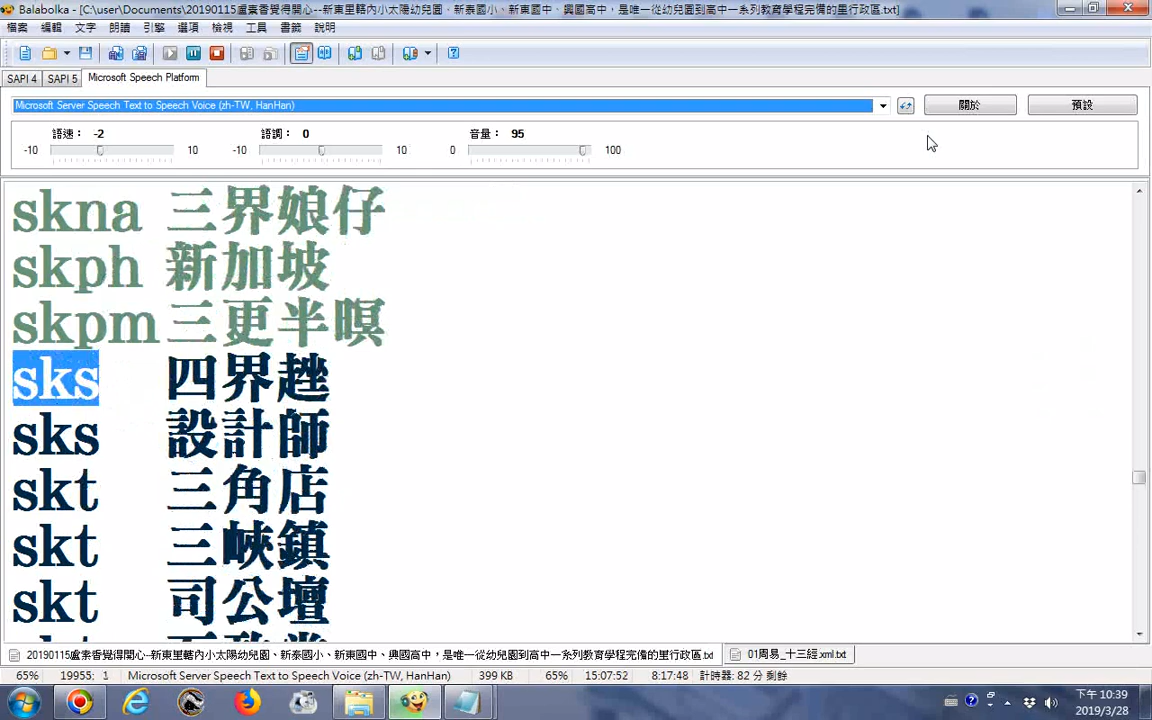 Balabolka - [C:\user\Documents\20190115盧素香覺得開心--新東里轄內小太陽幼兒園、新泰國小、新東國中、興國高中，是唯一從幼兒園到高中一系列教育學程完備的里行政區.txt]
檔案 編輯 文字 朗讀 引擎 選項 檢視 工具 書籤 說明
SAPI 4 SAPI 5 Microsoft Speech Platform
Microsoft Server Speech Text to Speech Voice (zh-TW, HanHan) 關於 預設
語速： -2 語調： 0 音量： 95
-10 10 -10 10 0 100
skna 三界娘仔
skph 新加坡
skpm 三更半暝
sks 四界趖
sks 設計師
skt 三角店
skt 三峽鎮
skt 司公壇
20190115盧素香覺得開心--新東里轄內小太陽幼兒園、新泰國小、新東國中、興國高中，是唯一從幼兒園到高中一系列教育學程完備的里行政區.txt 01周易_十三經.xml.txt
65% 19955: 1 Microsoft Server Speech Text to Speech Voice (zh-TW, HanHan) 399 KB 65% 15:07:52 8:17:48 計時器: 82 分 剩餘
下午 10:39
2019/3/28